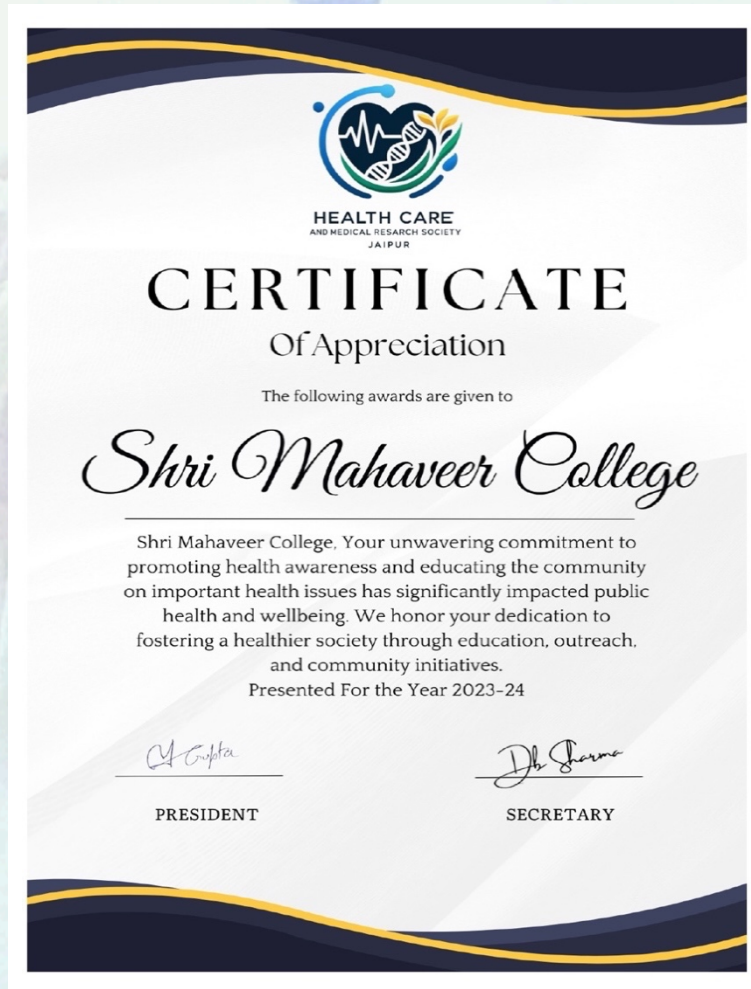 HEALTH CARE
AND MEDICAL RESARCH SOCIETY
JAIPUR
CERTIFICATE
Of Appreciation
The following awards are given to
Shri Mahaveer College
Shri Mahaveer College, Your unwavering commitment to
promoting health awareness and educating the community
on important health issues has significantly impacted public
health and wellbeing. We honor your dedication to
fostering a healthier society through education, outreach,
and community initiatives.
Presented For the Year 2023-24
Gupta
Sharma
PRESIDENT
SECRETARY